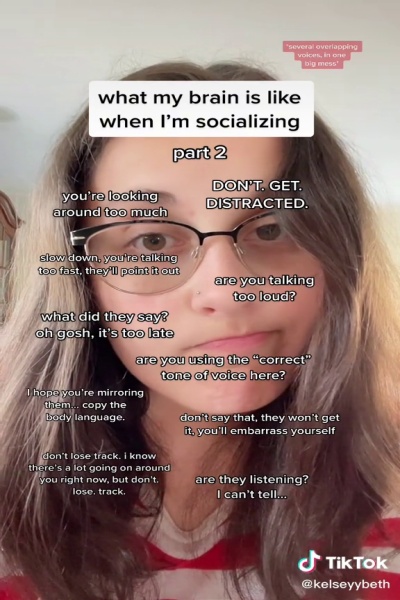 *several overlapping
voices, in one
big mess*
what my brain is like
when I'm socializing
part 2
DON'T. GET.
DISTRACTED.
you're looking
around too much
slow down, you're talking
too fast, they'll point it out
are you talking
too loud?
what did they say?
oh gosh, it's too late
are you using the "correct"
tone of voice here?
I hope you're mirroring
them... copy the
body language.
don't say that, they won't get
it, you'll embarrass yourself
don't lose track. i know
there's a lot going on around
you right now, but don't.
lose. track.
are they listening?
I can't tell...
TikTok
@kelseyybeth